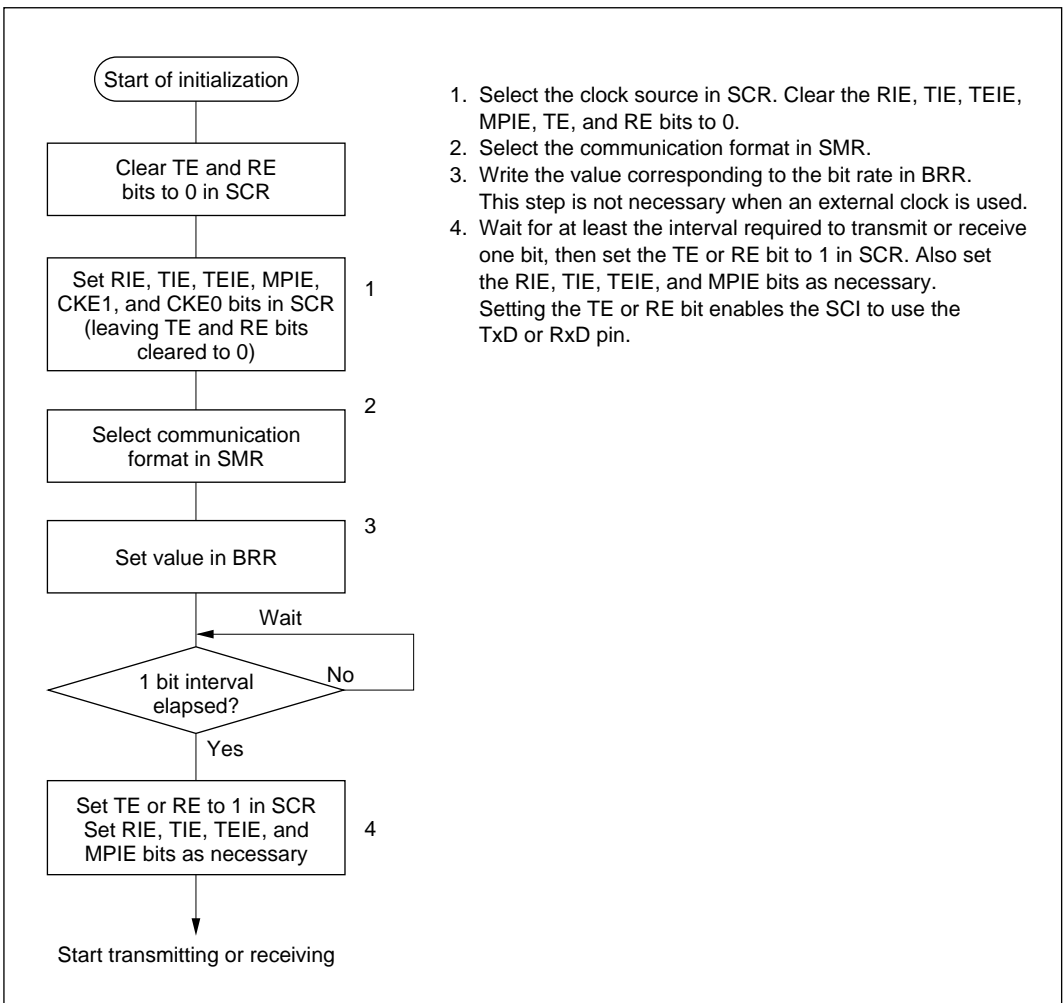 Start of initialization
Clear TE and RE
bits to 0 in SCR
Set RIE, TIE, TEIE, MPIE,
CKE1, and CKE0 bits in SCR
(leaving TE and RE bits
cleared to 0)
1
2
Select communication
format in SMR
3
Set value in BRR
Wait
No
1 bit interval
elapsed?
Yes
Set TE or RE to 1 in SCR
Set RIE, TIE, TEIE, and
MPIE bits as necessary
4
Start transmitting or receiving
1. Select the clock source in SCR. Clear the RIE, TIE, TEIE,
MPIE, TE, and RE bits to 0.
2. Select the communication format in SMR.
3. Write the value corresponding to the bit rate in BRR.
This step is not necessary when an external clock is used.
4. Wait for at least the interval required to transmit or receive
one bit, then set the TE or RE bit to 1 in SCR. Also set
the RIE, TIE, TEIE, and MPIE bits as necessary.
Setting the TE or RE bit enables the SCI to use the
TxD or RxD pin.